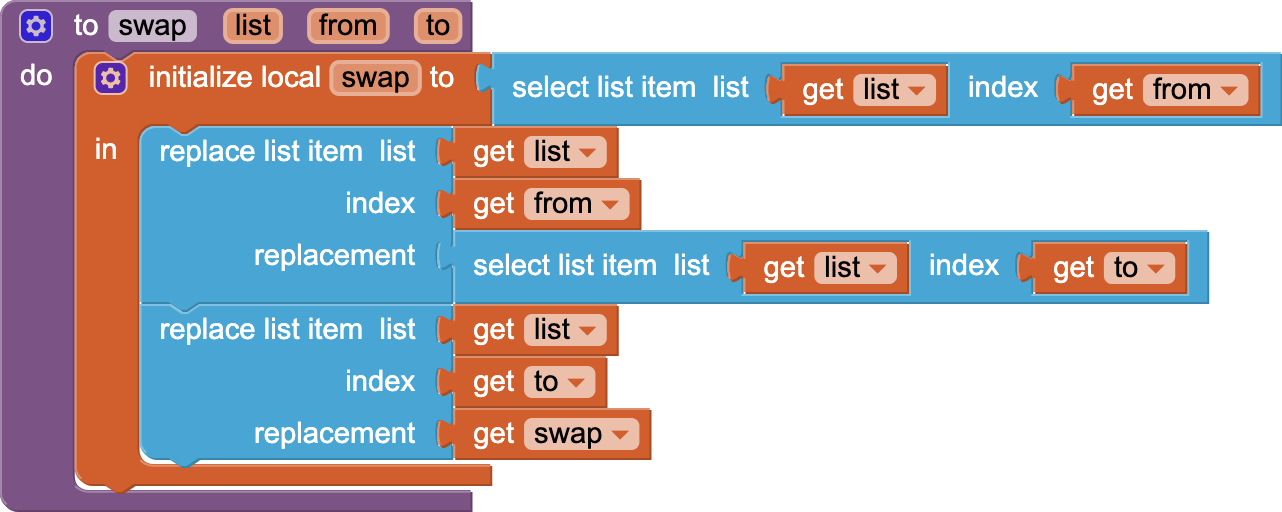 to swap list from to
do initialize local swap to select list item list get list index get from
in replace list item list get list
index get from
replacement select list item list get list index get to
replace list item list get list
index get to
replacement get swap